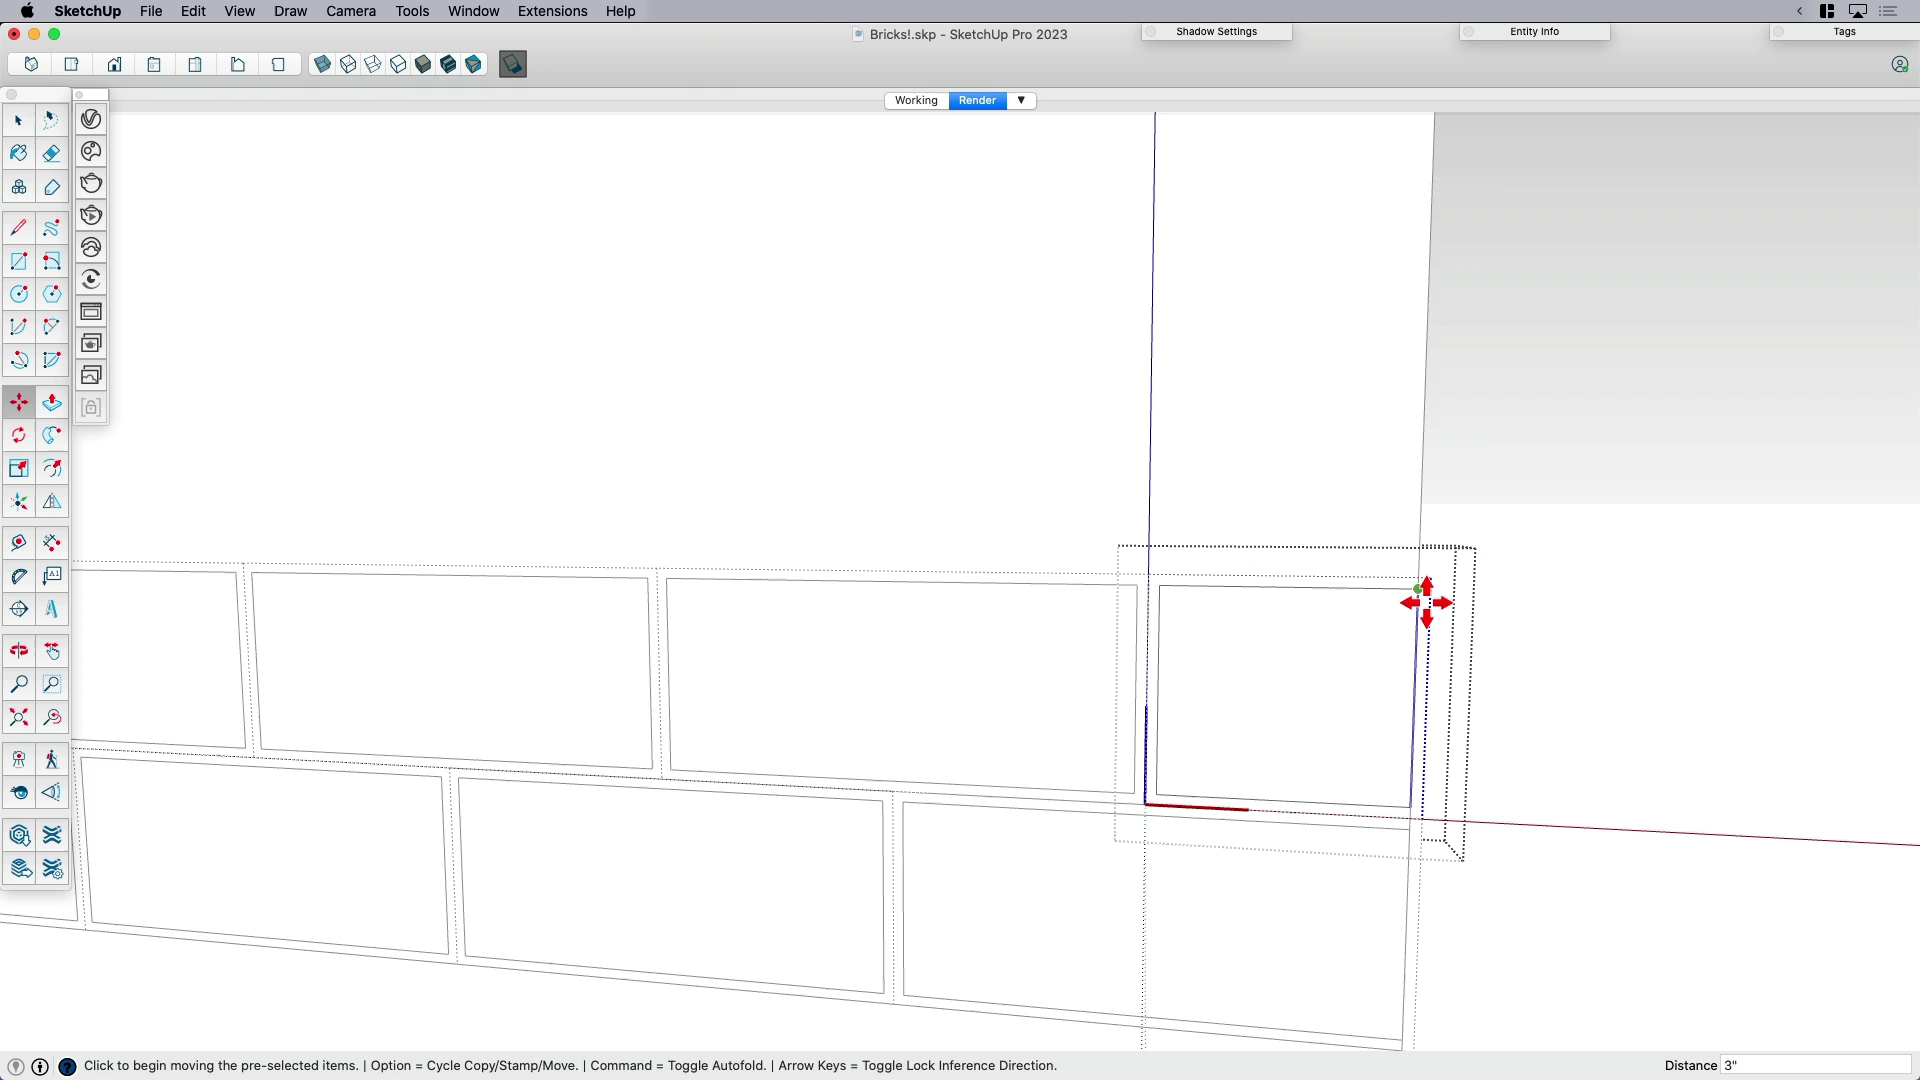 SketchUp File Edit View Draw Camera Tools Window Extensions Help
Bricks!.skp - SketchUp Pro 2023
Shadow Settings
Entity Info
Tags
Working Render ▼
A1
Click to begin moving the pre-selected items. | Option = Cycle Copy/Stamp/Move. | Command = Toggle Autofold. | Arrow Keys = Toggle Lock Inference Direction.
Distance 3"